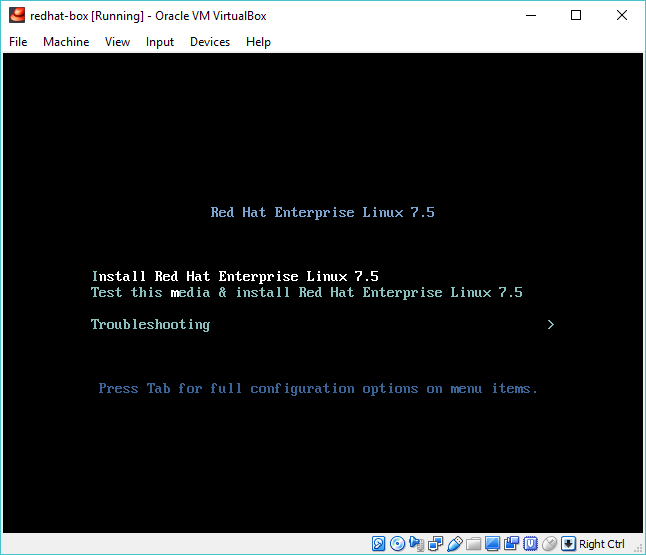 redhat-box [Running] - Oracle VM VirtualBox
File Machine View Input Devices Help
Red Hat Enterprise Linux 7.5
Install Red Hat Enterprise Linux 7.5
Test this media & install Red Hat Enterprise Linux 7.5
Troubleshooting >
Press Tab for full configuration options on menu items.
Right Ctrl